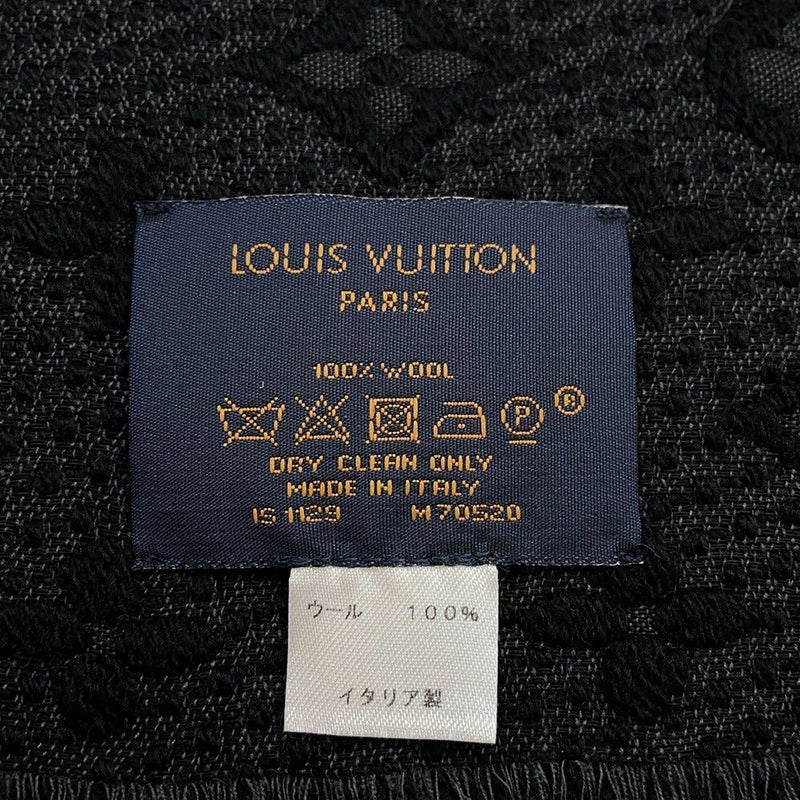 LOUIS VUITTON
PARIS
100% WOOL
P ®
DRY CLEAN ONLY
MADE IN ITALY
IS 1129 M70520
ウール 100%
イタリア製